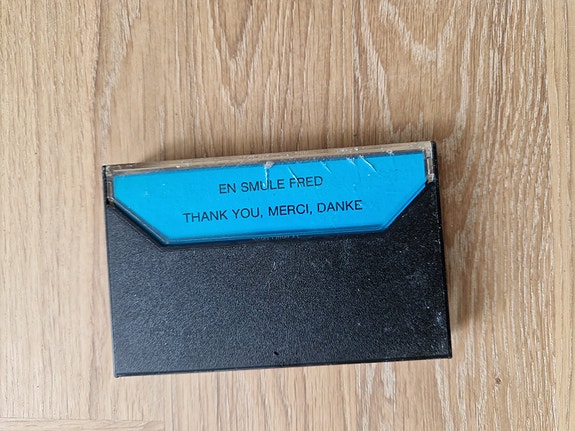 EN SMULE FRED
THANK YOU, MERCI, DANKE